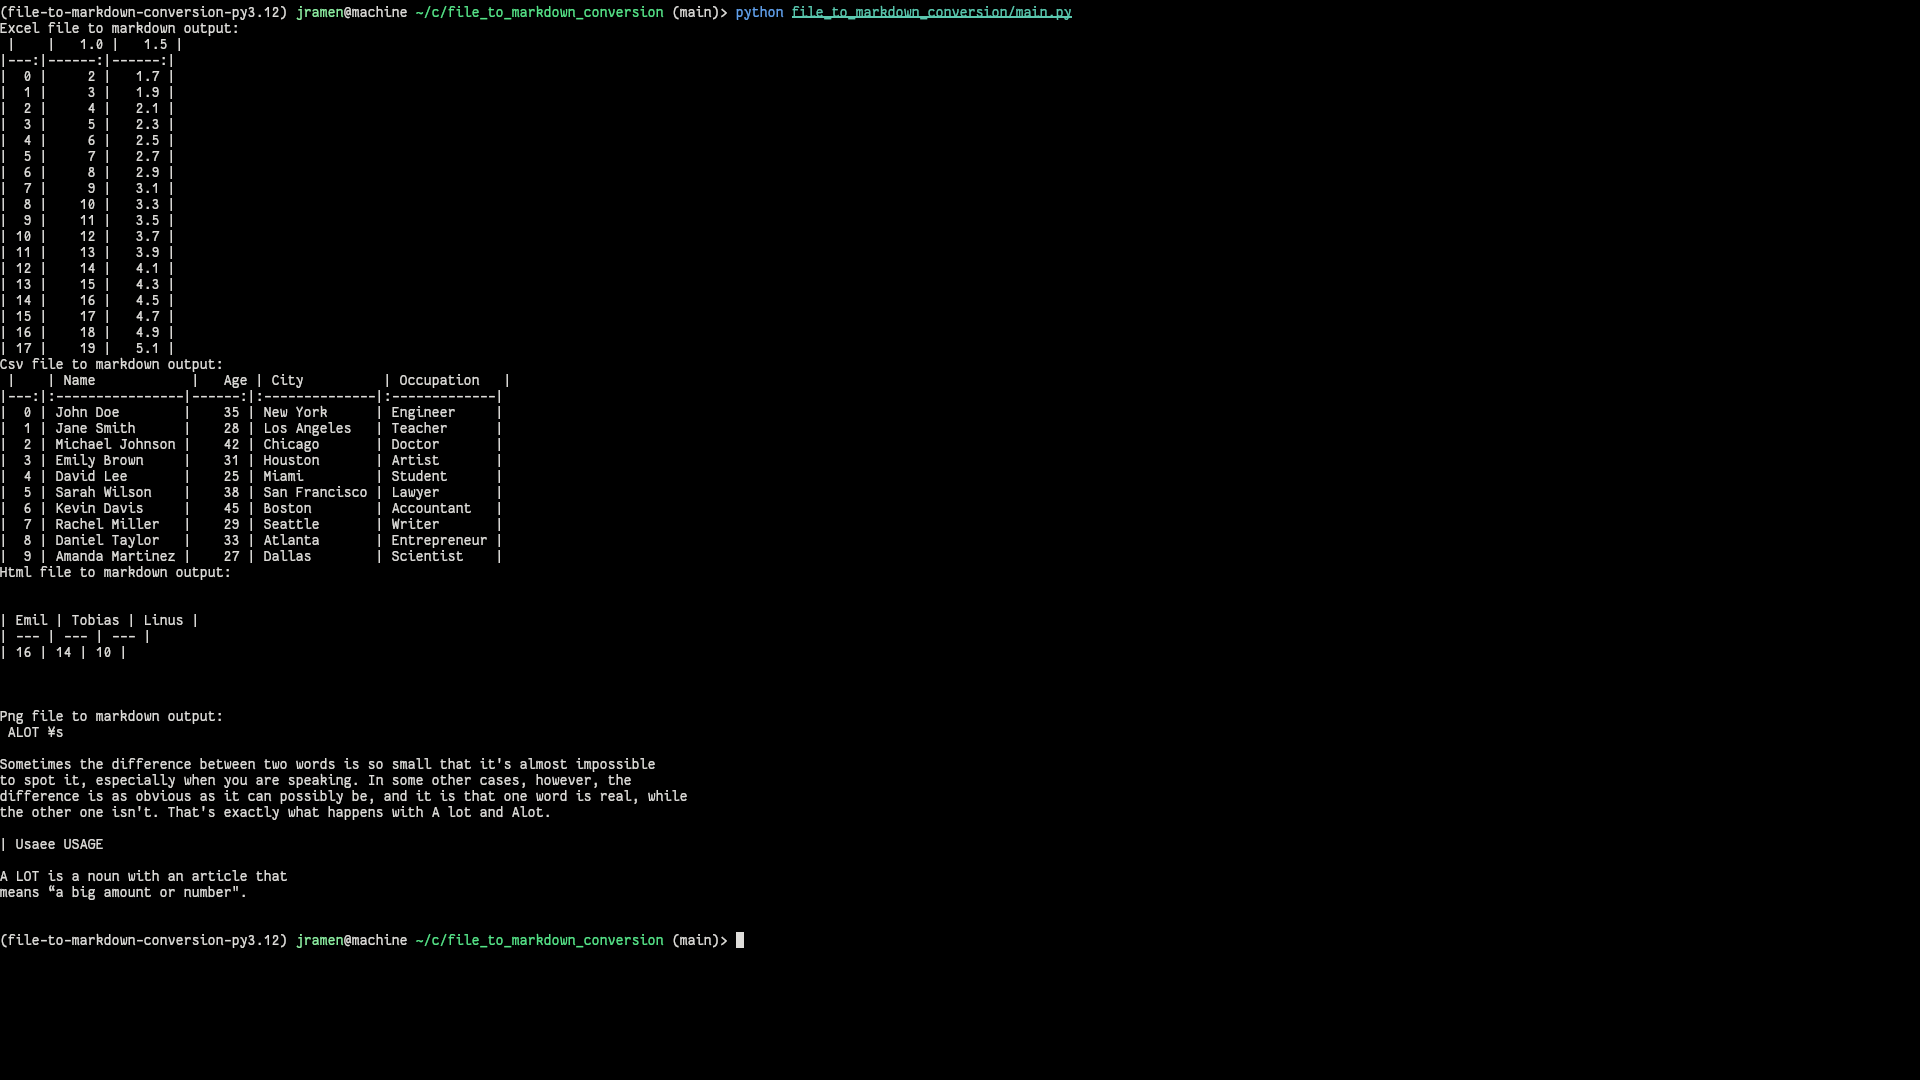 (file-to-markdown-conversion-py3.12) jramen@machine ~/c/file_to_markdown_conversion (main)> python file_to_markdown_conversion/main.py
Excel file to markdown output:
 |    |   1.0 |   1.5 |
|---:|------:|------:|
|  0 |     2 |   1.7 |
|  1 |     3 |   1.9 |
|  2 |     4 |   2.1 |
|  3 |     5 |   2.3 |
|  4 |     6 |   2.5 |
|  5 |     7 |   2.7 |
|  6 |     8 |   2.9 |
|  7 |     9 |   3.1 |
|  8 |    10 |   3.3 |
|  9 |    11 |   3.5 |
| 10 |    12 |   3.7 |
| 11 |    13 |   3.9 |
| 12 |    14 |   4.1 |
| 13 |    15 |   4.3 |
| 14 |    16 |   4.5 |
| 15 |    17 |   4.7 |
| 16 |    18 |   4.9 |
| 17 |    19 |   5.1 |
Csv file to markdown output:
 |    | Name            |   Age | City          | Occupation   |
|---:|:----------------|------:|:--------------|:-------------|
|  0 | John Doe        |    35 | New York      | Engineer     |
|  1 | Jane Smith      |    28 | Los Angeles   | Teacher      |
|  2 | Michael Johnson |    42 | Chicago       | Doctor       |
|  3 | Emily Brown     |    31 | Houston       | Artist       |
|  4 | David Lee       |    25 | Miami         | Student      |
|  5 | Sarah Wilson    |    38 | San Francisco | Lawyer       |
|  6 | Kevin Davis     |    45 | Boston        | Accountant   |
|  7 | Rachel Miller   |    29 | Seattle       | Writer       |
|  8 | Daniel Taylor   |    33 | Atlanta       | Entrepreneur |
|  9 | Amanda Martinez |    27 | Dallas        | Scientist    |
Html file to markdown output:
| Emil | Tobias | Linus |
| --- | --- | --- |
| 16 | 14 | 10 |
Png file to markdown output:
 ALOT ¥s
Sometimes the difference between two words is so small that it's almost impossible
to spot it, especially when you are speaking. In some other cases, however, the
difference is as obvious as it can possibly be, and it is that one word is real, while
the other one isn't. That's exactly what happens with A lot and Alot.
| Usaee USAGE
A LOT is a noun with an article that
means “a big amount or number".
(file-to-markdown-conversion-py3.12) jramen@machine ~/c/file_to_markdown_conversion (main)>